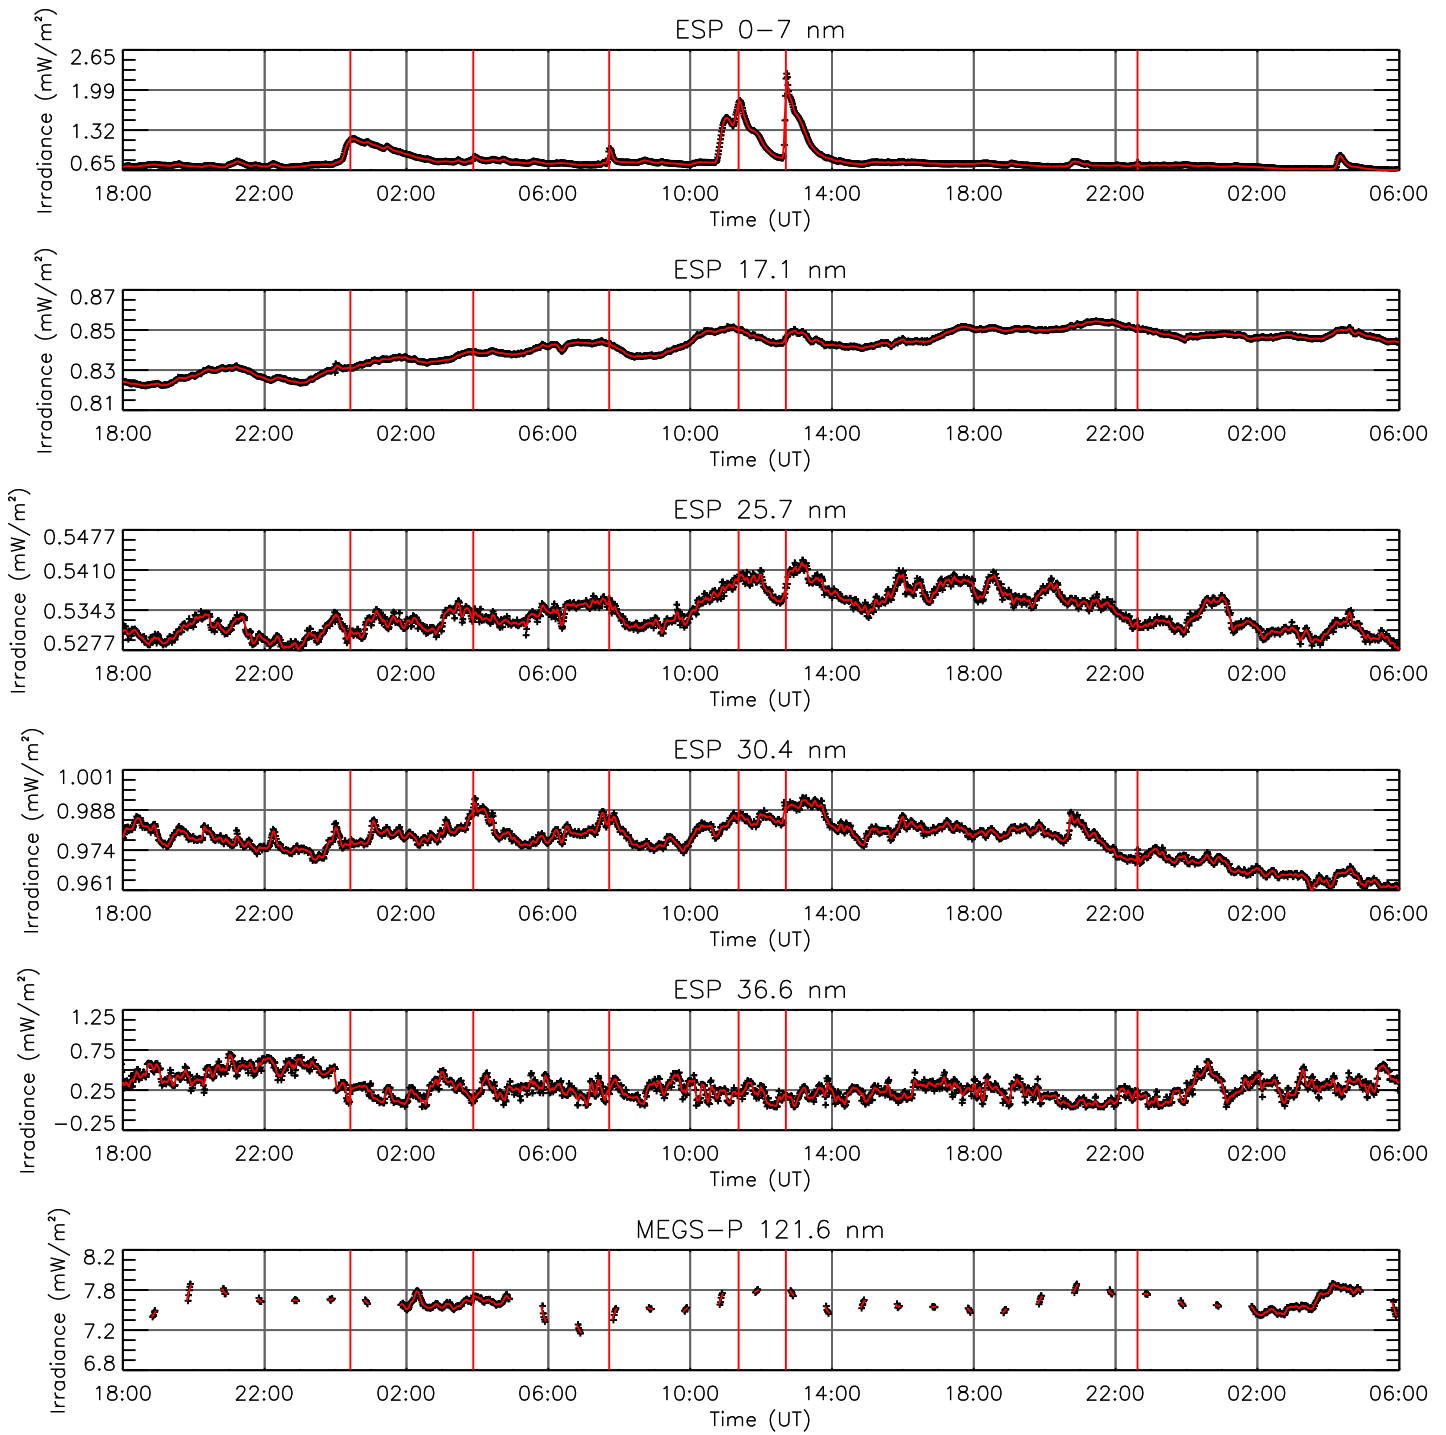 ESP 0-7 nm
Irradiance (mW/m²)
2.65
1.99
1.32
0.65
18:00 22:00 02:00 06:00 10:00 14:00 18:00 22:00 02:00 06:00
Time (UT)
ESP 17.1 nm
Irradiance (mW/m²)
0.87
0.85
0.83
0.81
18:00 22:00 02:00 06:00 10:00 14:00 18:00 22:00 02:00 06:00
Time (UT)
ESP 25.7 nm
Irradiance (mW/m²)
0.5477
0.5410
0.5343
0.5277
18:00 22:00 02:00 06:00 10:00 14:00 18:00 22:00 02:00 06:00
Time (UT)
ESP 30.4 nm
Irradiance (mW/m²)
1.001
0.988
0.974
0.961
18:00 22:00 02:00 06:00 10:00 14:00 18:00 22:00 02:00 06:00
Time (UT)
ESP 36.6 nm
Irradiance (mW/m²)
1.25
0.75
0.25
-0.25
18:00 22:00 02:00 06:00 10:00 14:00 18:00 22:00 02:00 06:00
Time (UT)
MEGS-P 121.6 nm
Irradiance (mW/m²)
8.2
7.8
7.2
6.8
18:00 22:00 02:00 06:00 10:00 14:00 18:00 22:00 02:00 06:00
Time (UT)